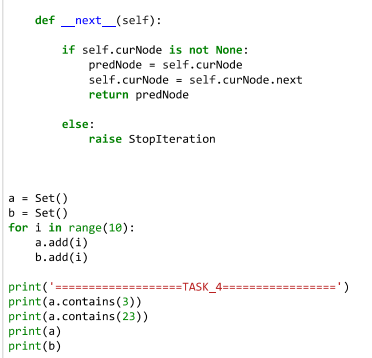 def __next__(self):
if self.curNode is not None:
predNode = self.curNode
self.curNode = self.curNode.next
return predNode
else:
raise StopIteration
a = Set()
b = Set()
for i in range(10):
a.add(i)
b.add(i)
print('===================TASK_4=================')
print(a.contains(3))
print(a.contains(23))
print(a)
print(b)